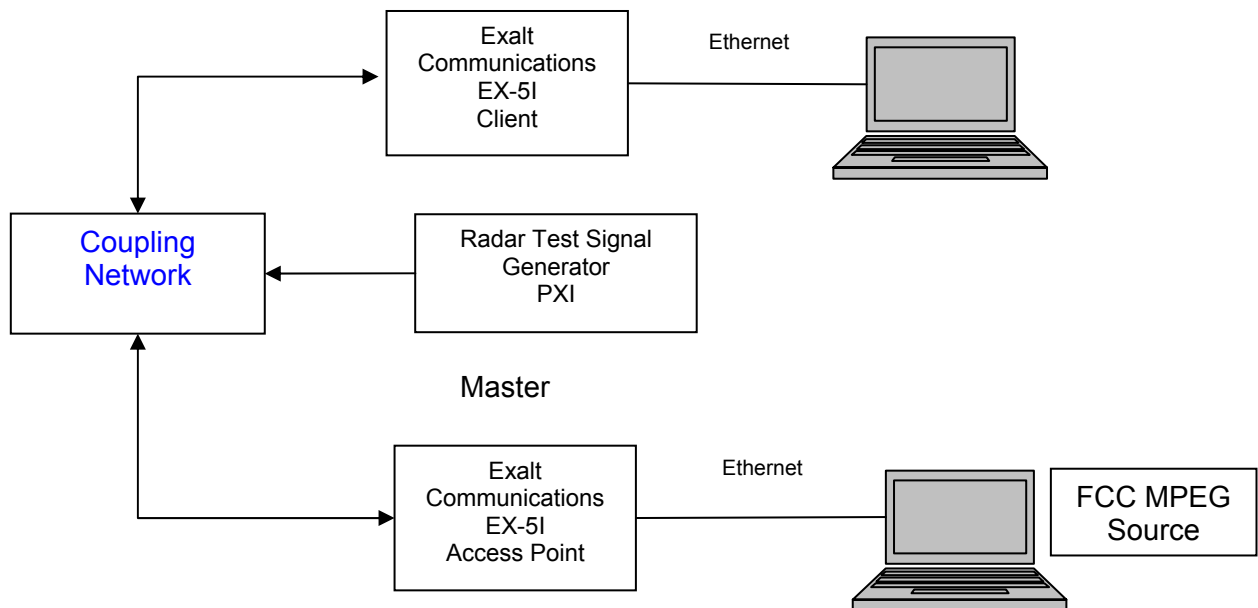 Exalt
Communications
EX-5I
Client
Ethernet
Coupling
Network
Radar Test Signal
Generator
PXI
Master
Exalt
Communications
EX-5I
Access Point
Ethernet
FCC MPEG
Source